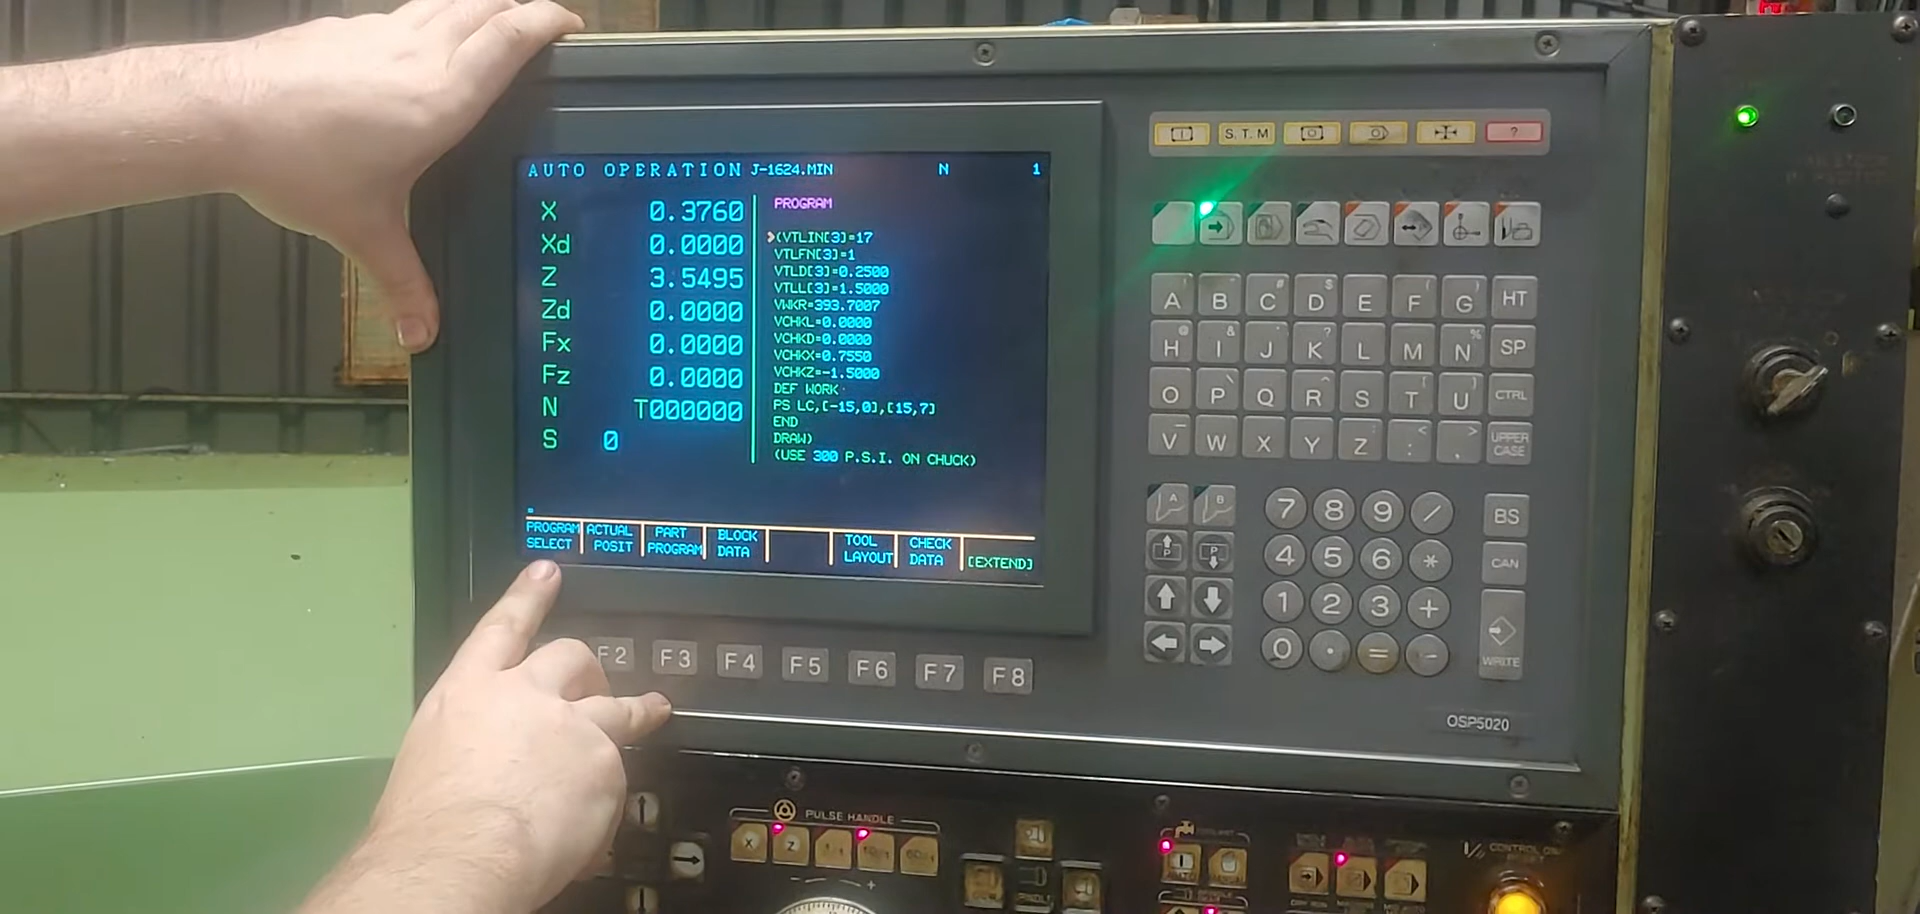 AUTO OPERATION J-1624.MIN N 1
X 0.3760
Xd 0.0000
Z 3.5495
Zd 0.0000
Fx 0.0000
Fz 0.0000
N T000000
S 0
PROGRAM
(VTLIN[3]=17
VTLFN[3]=1
VTLD[3]=0.2500
VTLL[3]=1.5000
VWKR=393.7007
VCHKL=0.0000
VCHKD=0.0000
VCHKX=0.7550
VCHKZ=-1.5000
DEF WORK
PS LC,[-15,0],[15,7]
END
DRAW)
(USE 300 P.S.I. ON CHUCK)
=
PROGRAM SELECT
ACTUAL POSIT
PART PROGRAM
BLOCK DATA
TOOL LAYOUT
CHECK DATA
[EXTEND]
F2 F3 F4 F5 F6 F7 F8
S.T.M ?
A B C D E F G HT
H I J K L M N SP
O P Q R S T U CTRL
V W X Y Z : , UPPER CASE
A B
7 8 9 / BS
P P 4 5 6 * CAN
1 2 3 +
0 . = - WRITE
OSP5020
PULSE HANDLE
X Z
- +
CONTROL ON